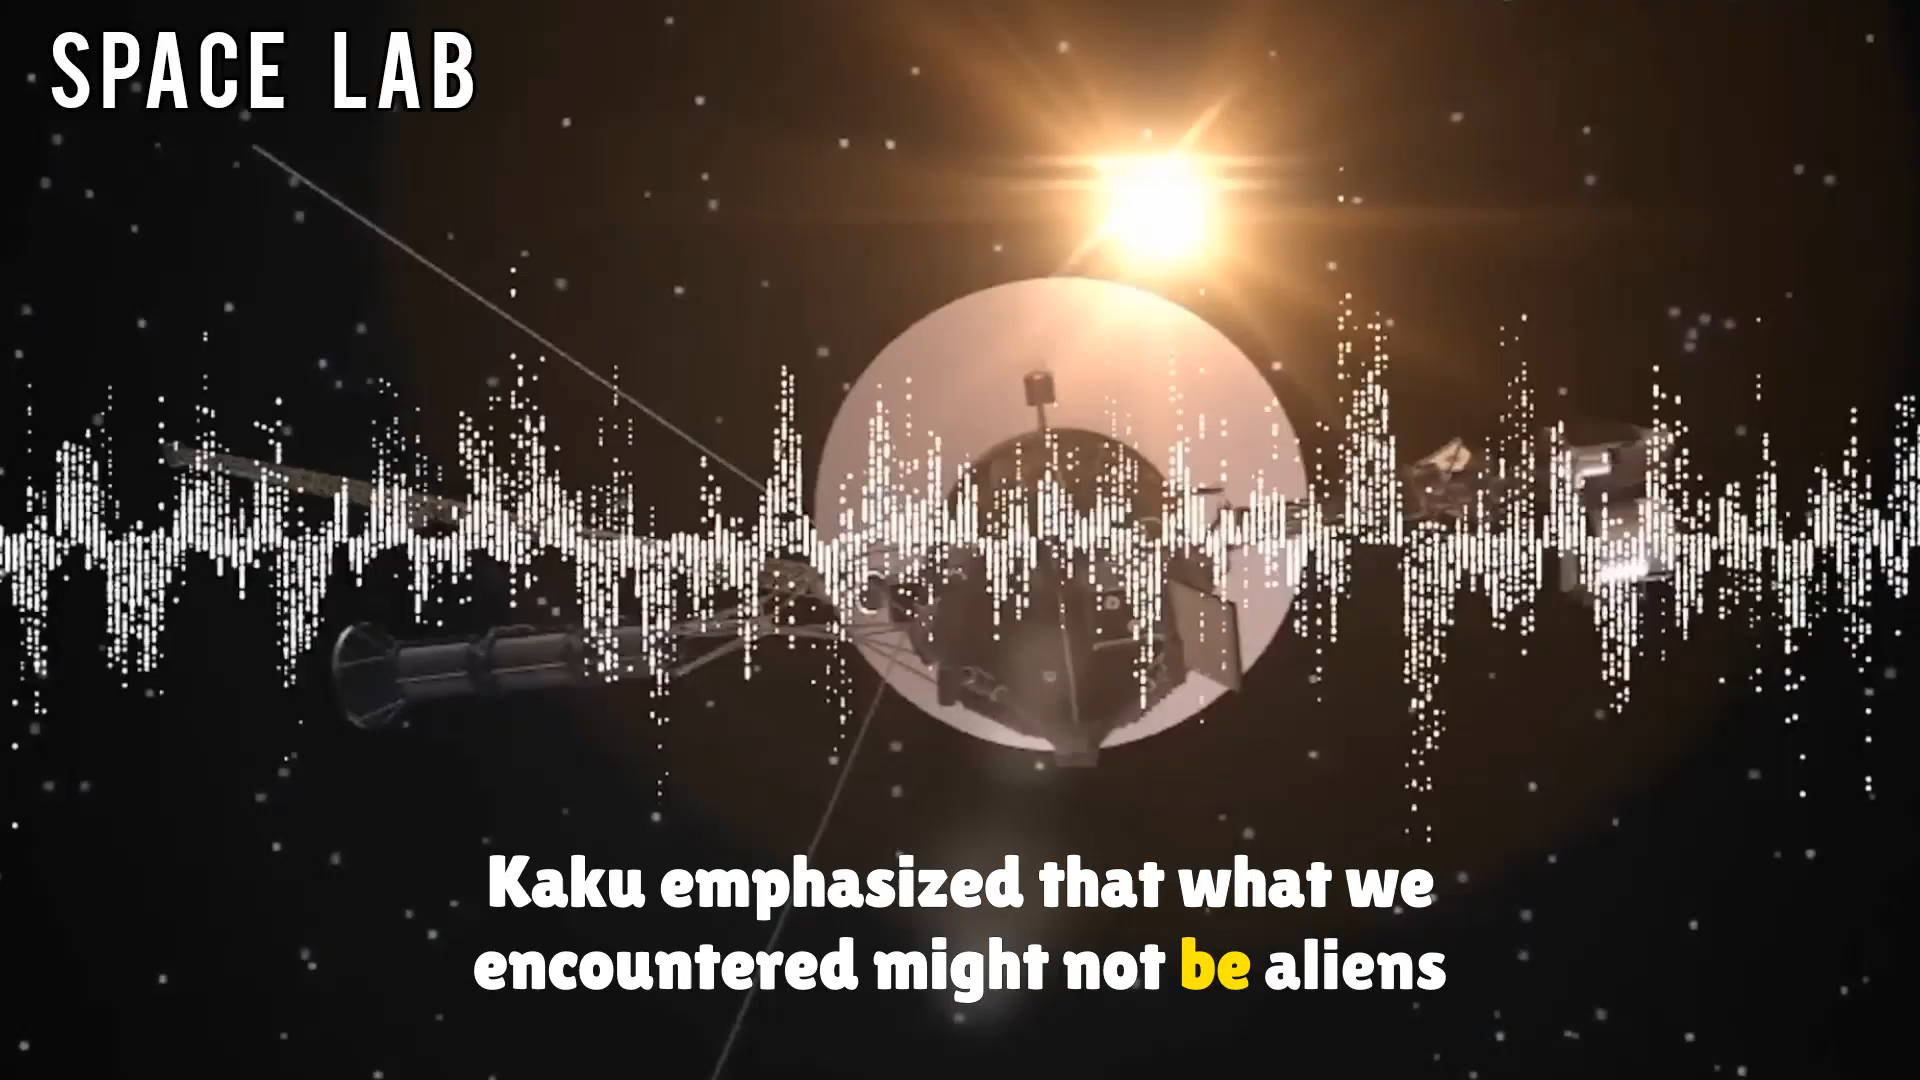 SPACE LAB
Kaku emphasized that what we
encountered might not be aliens